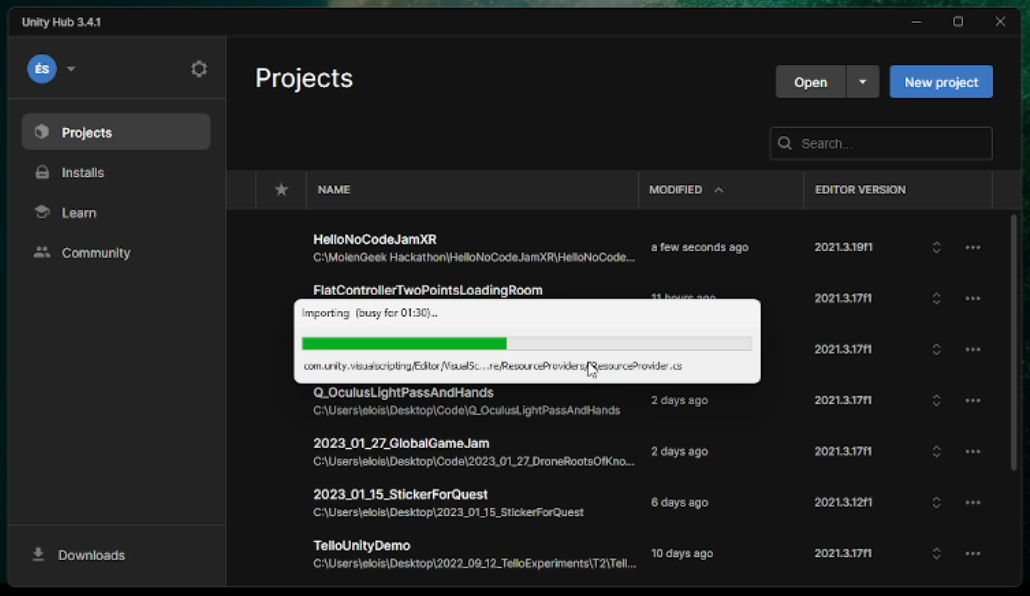 Unity Hub 3.4.1
ÉS
Projects
Installs
Learn
Community
Downloads
Projects
Open
New project
Search...
NAME
MODIFIED
EDITOR VERSION
HelloNoCodeJamXR
C:\MolenGeek Hackathon\HelloNoCodeJamXR\HelloNoCode...
a few seconds ago
2021.3.19f1
FlatControllerTwoPointsLoadingRoom
11 hours ago
2021.3.17f1
Importing (busy for 01:30)...
com.unity.visualscripting/Editor/VisualSc...re/ResourceProviders/ResourceProvider.cs
2021.3.17f1
Q_OculusLightPassAndHands
C:\Users\elois\Desktop\Code\Q_OculusLightPassAndHands
2 days ago
2021.3.17f1
2023_01_27_GlobalGameJam
C:\Users\elois\Desktop\Code\2023_01_27_DroneRootsOfKno...
2 days ago
2021.3.17f1
2023_01_15_StickerForQuest
C:\Users\elois\Desktop\2023_01_15_StickerForQuest
6 days ago
2021.3.12f1
TelloUnityDemo
C:\Users\elois\Desktop\2022_09_12_TelloExperiments\T2\Tell...
10 days ago
2021.3.17f1